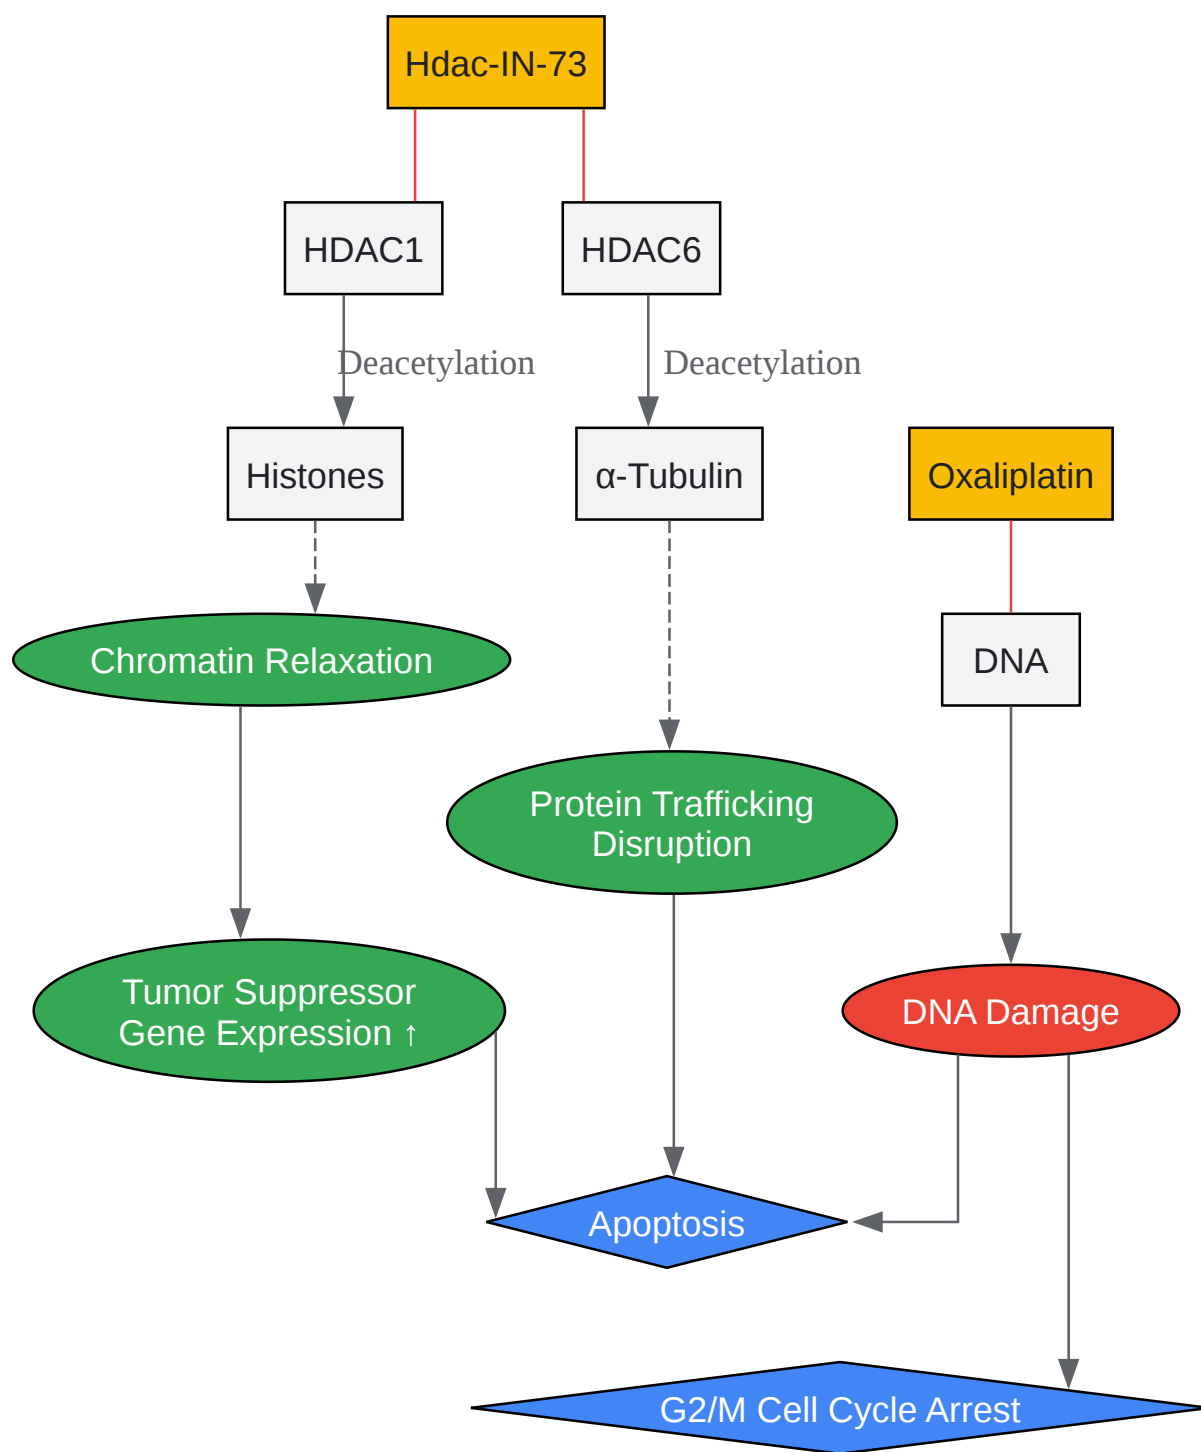 Hdac-IN-73
HDAC1
HDAC6
Deacetylation
Deacetylation
Histones
α-Tubulin
Oxaliplatin
Chromatin Relaxation
DNA
Protein Trafficking
Disruption
Tumor Suppressor
Gene Expression ↑
DNA Damage
Apoptosis
G2/M Cell Cycle Arrest